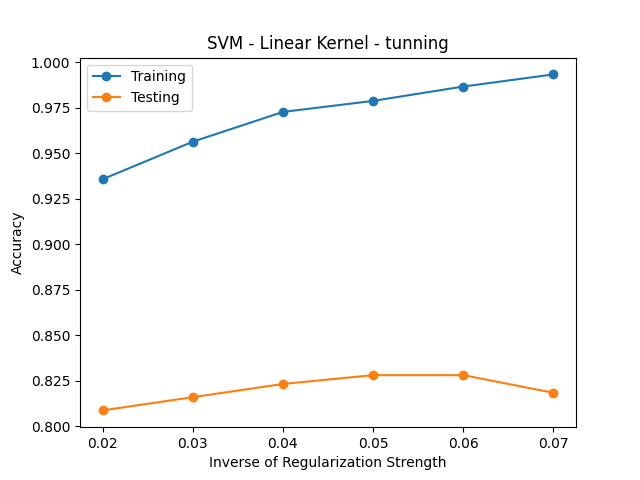 SVM - Linear Kernel - tunning
Training
Testing
Accuracy
1.000
0.975
0.950
0.925
0.900
0.875
0.850
0.825
0.800
0.02 0.03 0.04 0.05 0.06 0.07
Inverse of Regularization Strength